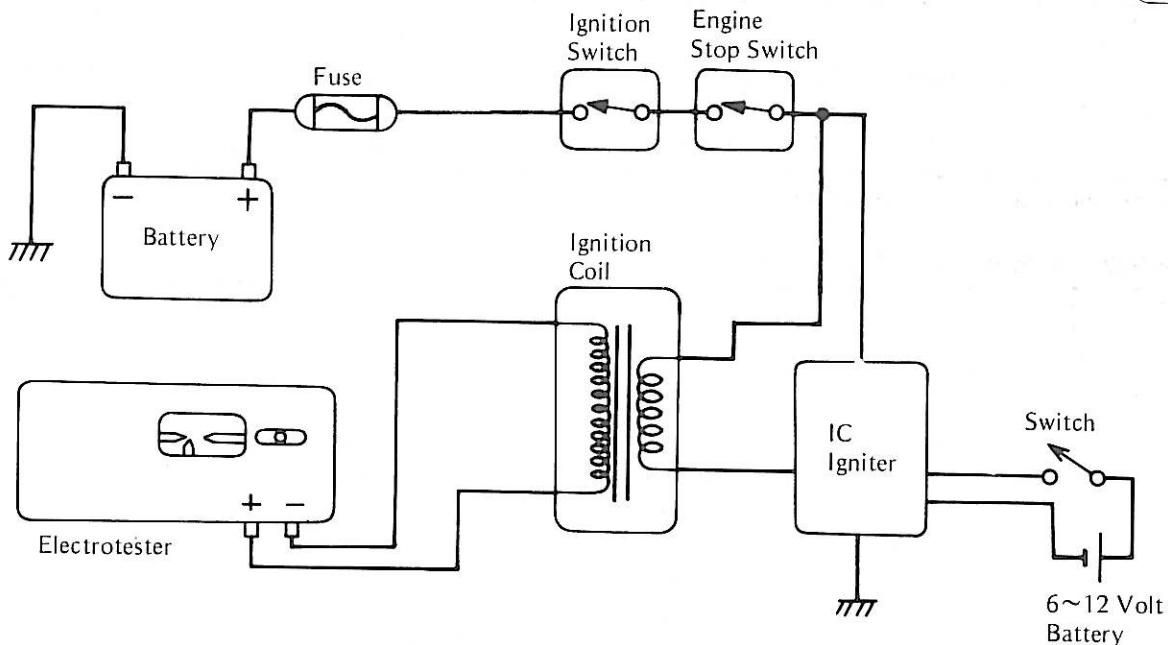 Ignition
Switch
Engine
Stop Switch
Fuse
− +
Battery
Ignition
Coil
IC
Igniter
Switch
+ −
Electrotester
6~12 Volt
Battery